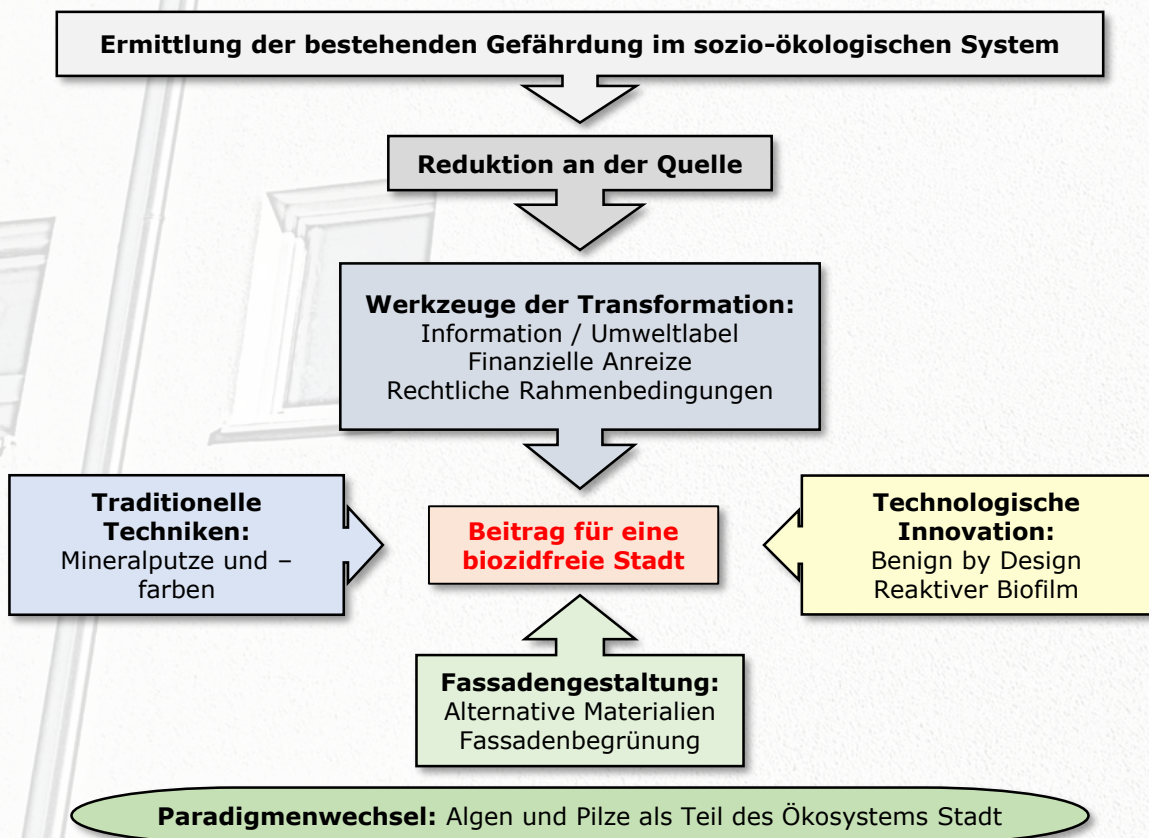 Ermittlung der bestehenden Gefährdung im sozio-ökologischen System
Reduktion an der Quelle
Werkzeuge der Transformation:
Information / Umweltlabel
Finanzielle Anreize
Rechtliche Rahmenbedingungen
Traditionelle
Techniken:
Mineralputze und –
farben
Beitrag für eine
biozidfreie Stadt
Technologische
Innovation:
Benign by Design
Reaktiver Biofilm
Fassadengestaltung:
Alternative Materialien
Fassadenbegrünung
Paradigmenwechsel: Algen und Pilze als Teil des Ökosystems Stadt